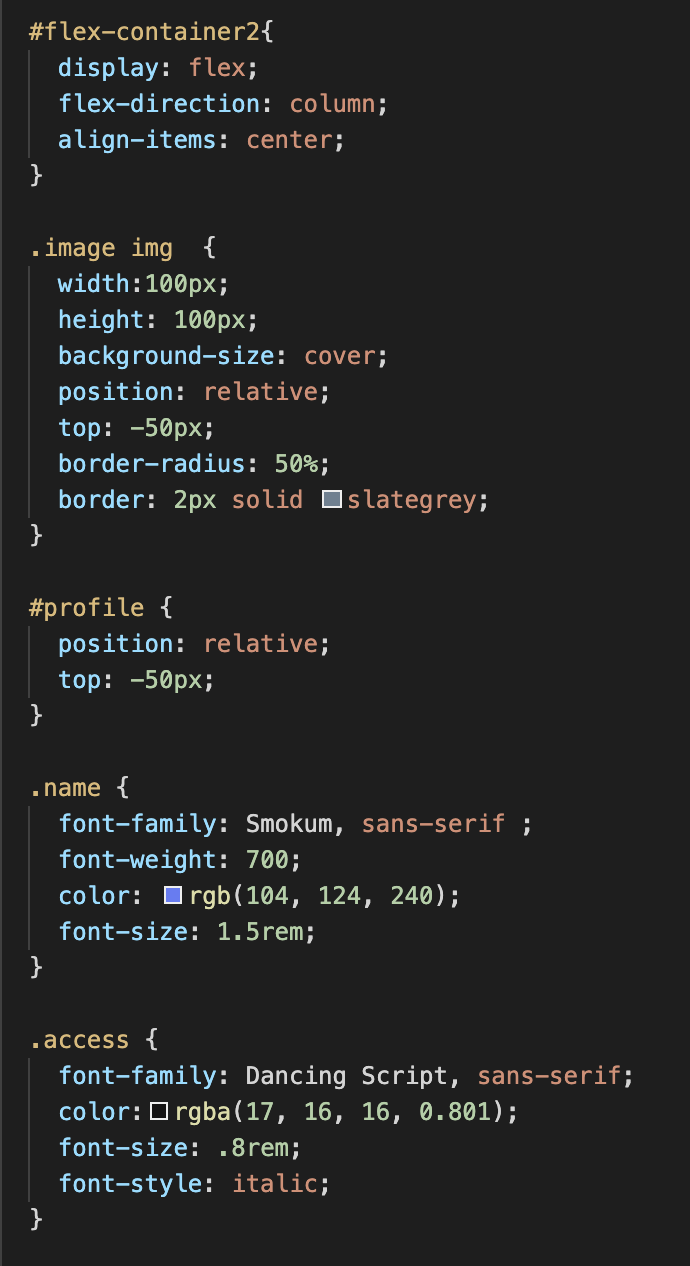 #flex-container2{
  display: flex;
  flex-direction: column;
  align-items: center;
}

.image img  {
  width:100px;
  height: 100px;
  background-size: cover;
  position: relative;
  top: -50px;
  border-radius: 50%;
  border: 2px solid slategrey;
}

#profile {
  position: relative;
  top: -50px;
}

.name {
  font-family: Smokum, sans-serif ;
  font-weight: 700;
  color: rgb(104, 124, 240);
  font-size: 1.5rem;
}

.access {
  font-family: Dancing Script, sans-serif;
  color:rgba(17, 16, 16, 0.801);
  font-size: .8rem;
  font-style: italic;
}